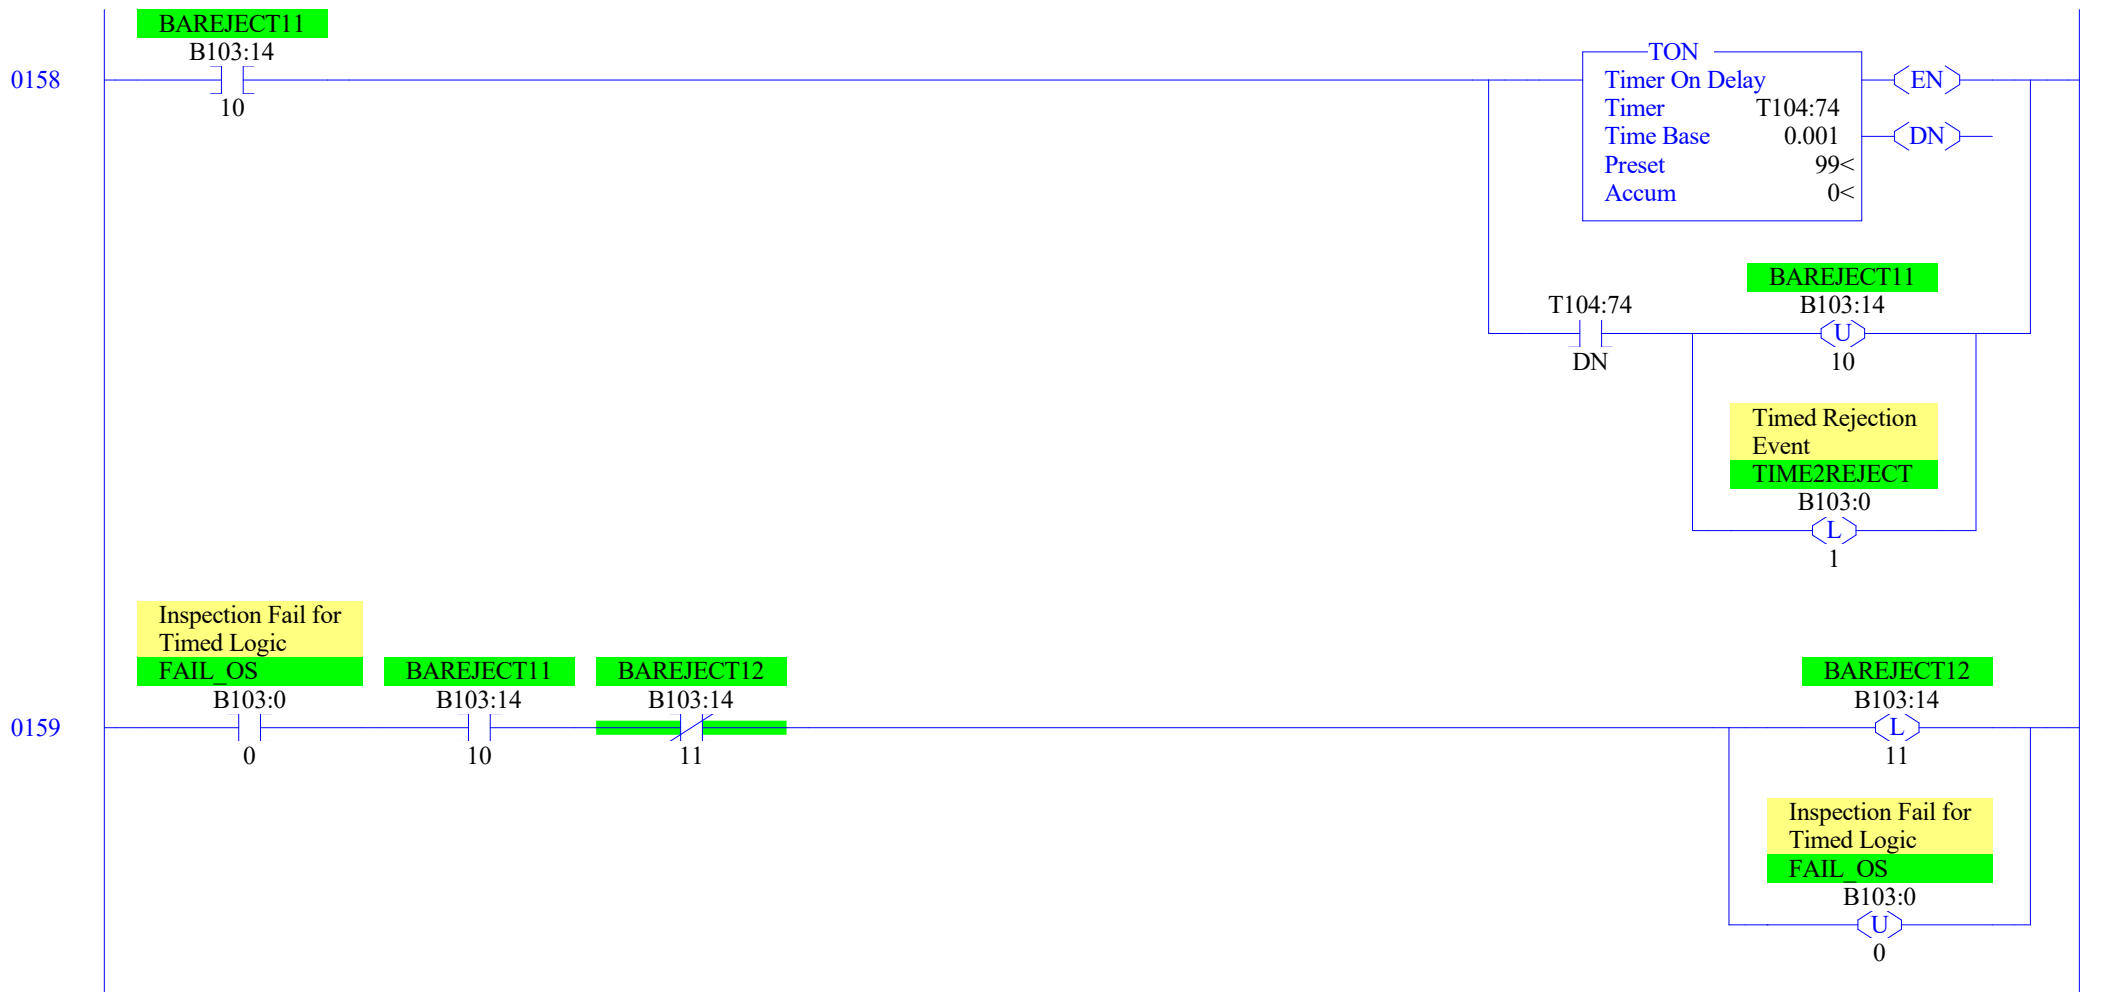 BAREJECT11
B103:14
0158
10
TON
Timer On Delay
Timer T104:74
Time Base 0.001
Preset 99<
Accum 0<
EN
DN
T104:74
DN
BAREJECT11
B103:14
U
10
Timed Rejection
Event
TIME2REJECT
B103:0
L
1
0159
Inspection Fail for
Timed Logic
FAIL_OS
B103:0
0
BAREJECT11
B103:14
10
BAREJECT12
B103:14
11
BAREJECT12
B103:14
L
11
Inspection Fail for
Timed Logic
FAIL_OS
B103:0
U
0